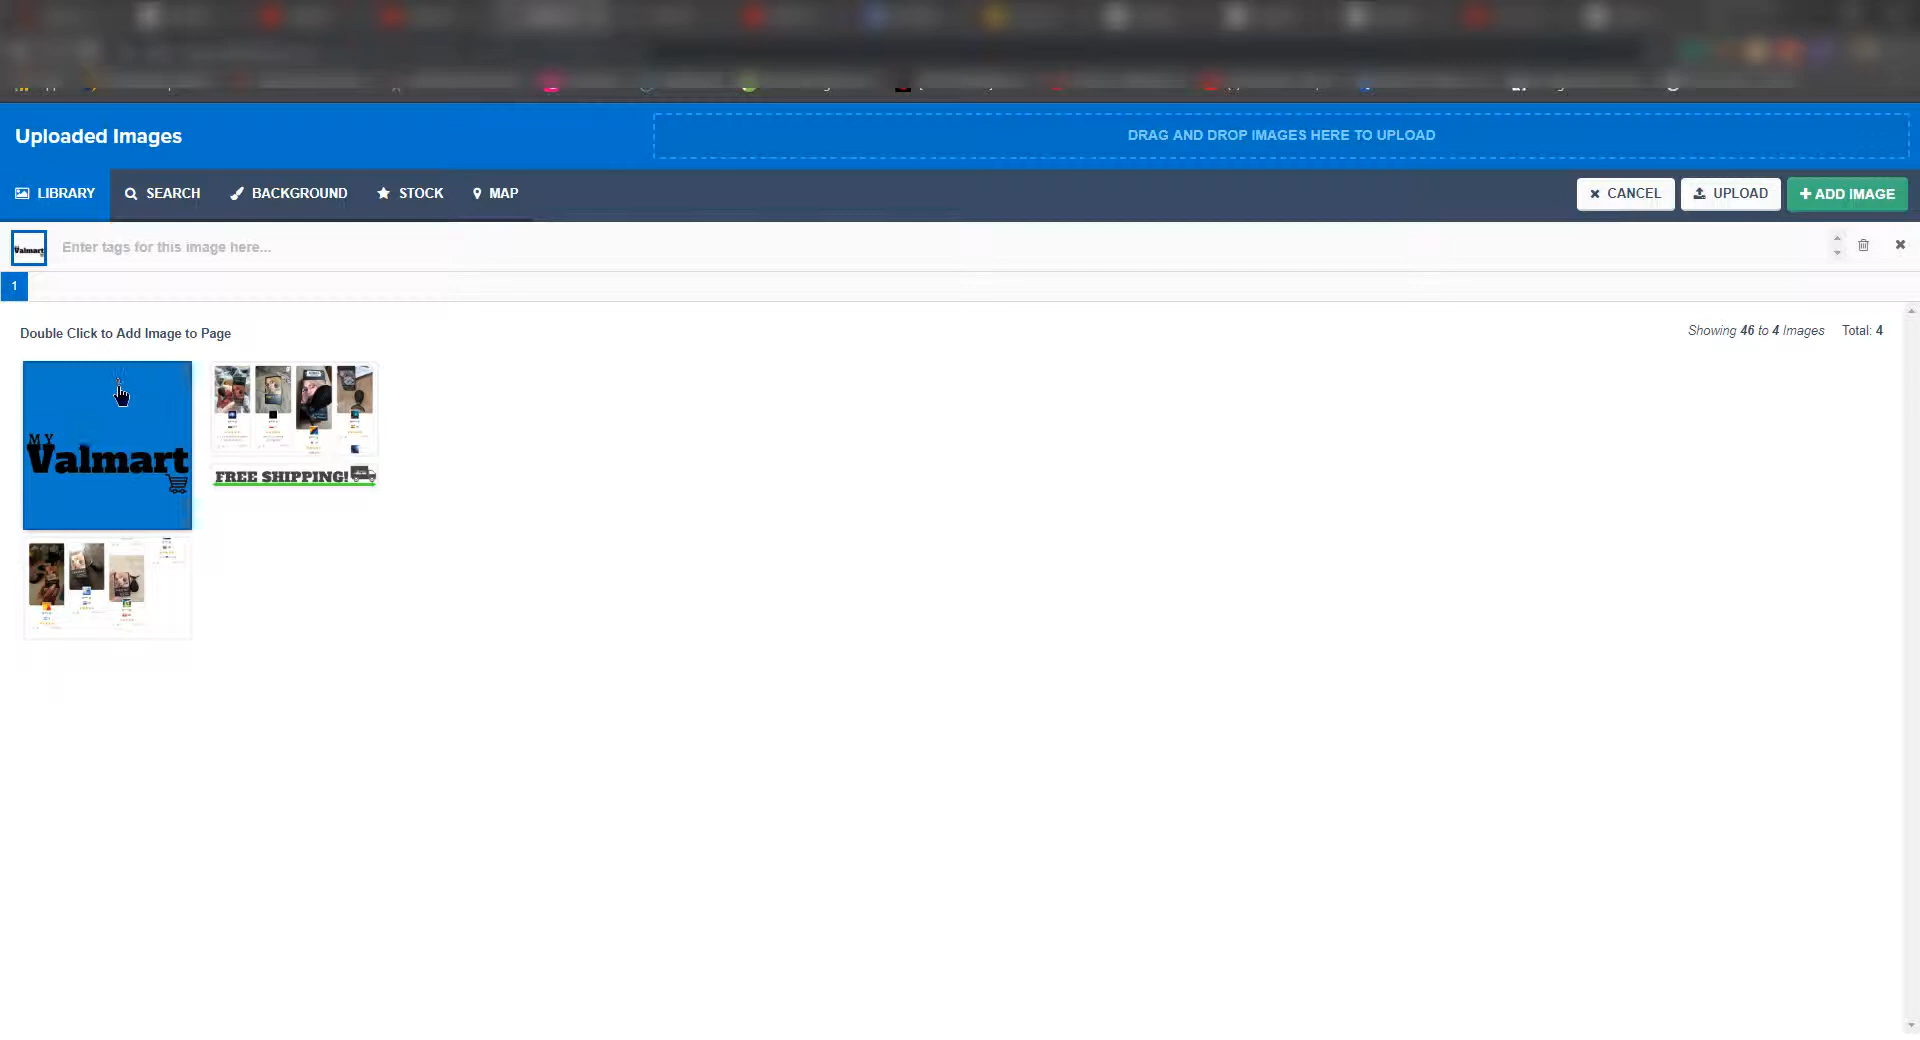 Uploaded Images
DRAG AND DROP IMAGES HERE TO UPLOAD
LIBRARY SEARCH BACKGROUND STOCK MAP
CANCEL UPLOAD ADD IMAGE
Valmart
Enter tags for this image here...
1
Double Click to Add Image to Page
Showing 46 to 4 Images Total: 4
MY
Valmart
FREE SHIPPING!